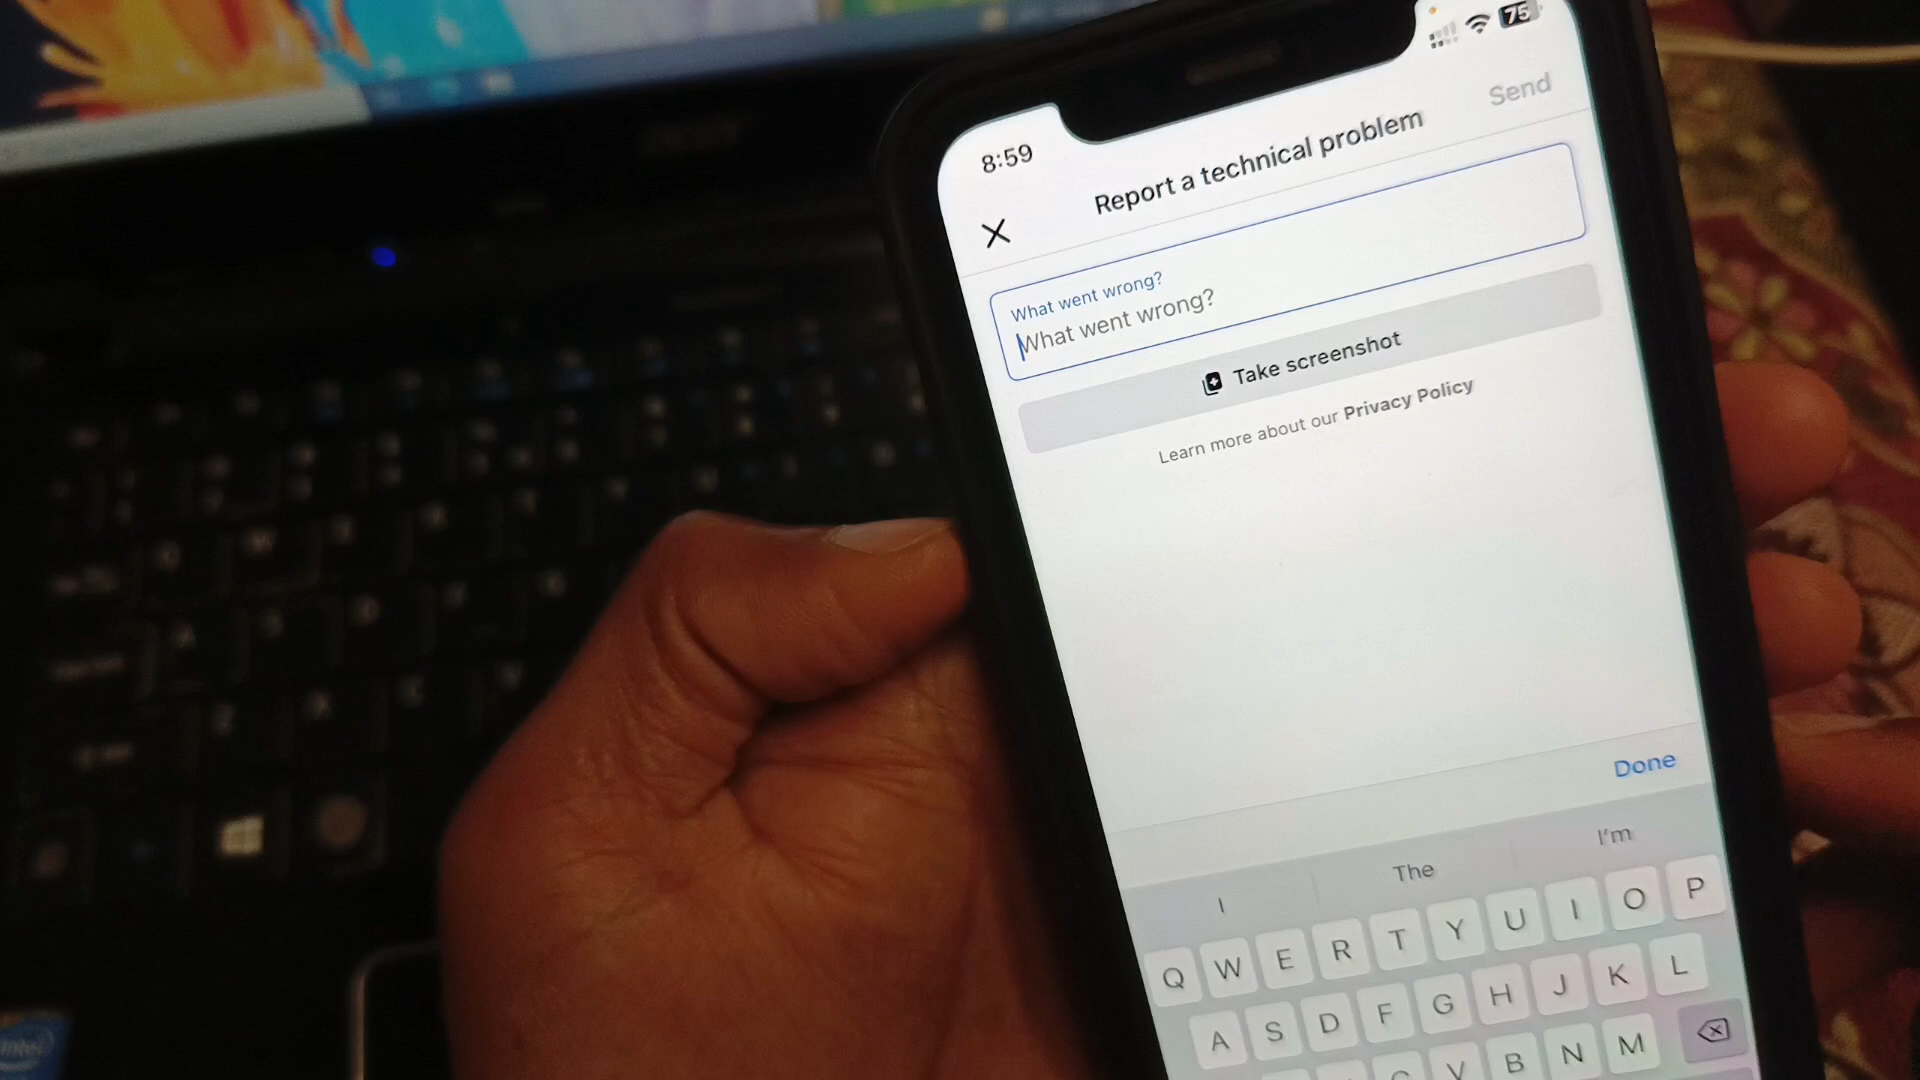 8:59
75
Report a technical problem
Send
What went wrong?
What went wrong?
Take screenshot
Learn more about our Privacy Policy
Done
I
The
I'm
Q W E R T Y U I O P
A S D F G H J K L
C V B N M
intel